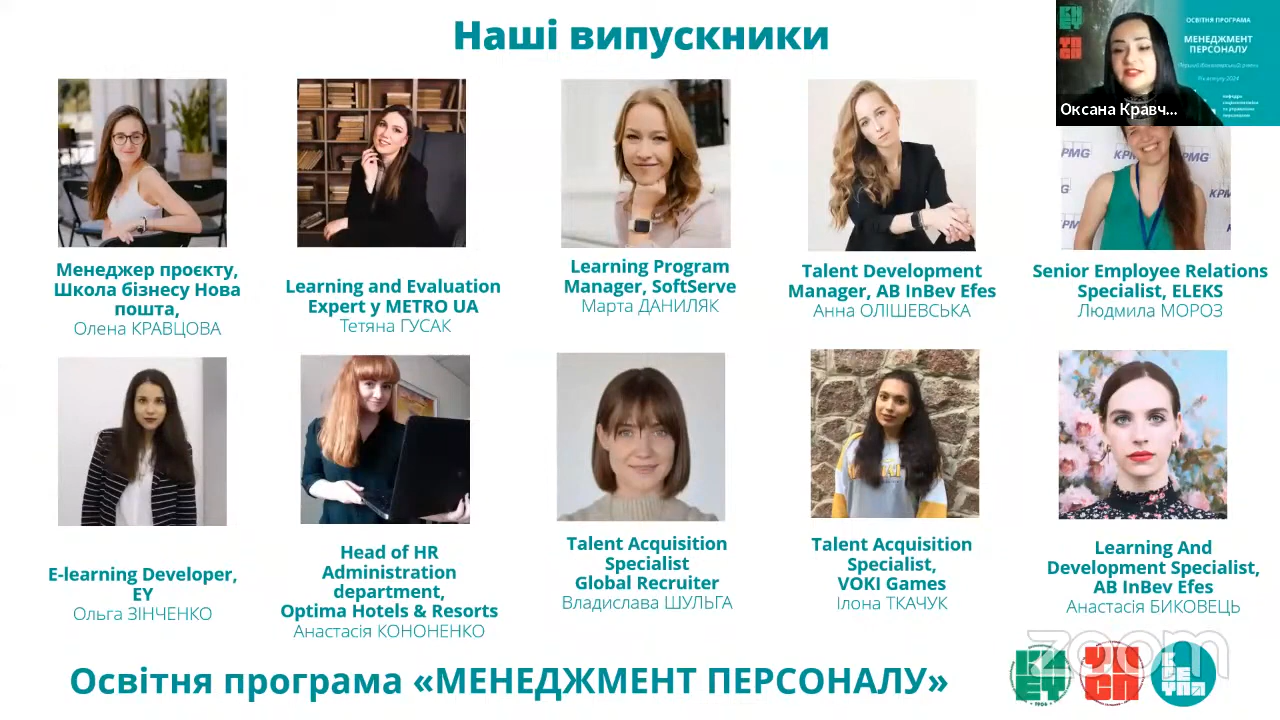 Наші випускники
ОСВІТНЯ ПРОГРАМА
МЕНЕДЖМЕНТ
ПЕРСОНАЛУ
Оксана Кравч...
KPMG
Менеджер проєкту,
Школа бізнесу Нова
пошта,
Олена КРАВЦОВА
Learning and Evaluation
Expert у METRO UA
Тетяна ГУСАК
Learning Program
Manager, SoftServe
Марта ДАНИЛЯК
Talent Development
Manager, AB InBev Efes
Анна ОЛІШЕВСЬКА
Senior Employee Relations
Specialist, ELEKS
Людмила МОРОЗ
E-learning Developer,
EY
Ольга ЗІНЧЕНКО
Head of HR
Administration
department,
Optima Hotels & Resorts
Анастасія КОНОНЕНКО
Talent Acquisition
Specialist
Global Recruiter
Владислава ШУЛЬГА
Talent Acquisition
Specialist,
VOKI Games
Ілона ТКАЧУК
Learning And
Development Specialist,
AB InBev Efes
Анастасія БИКОВЕЦЬ
Освітня програма «МЕНЕДЖМЕНТ ПЕРСОНАЛУ»
zoom